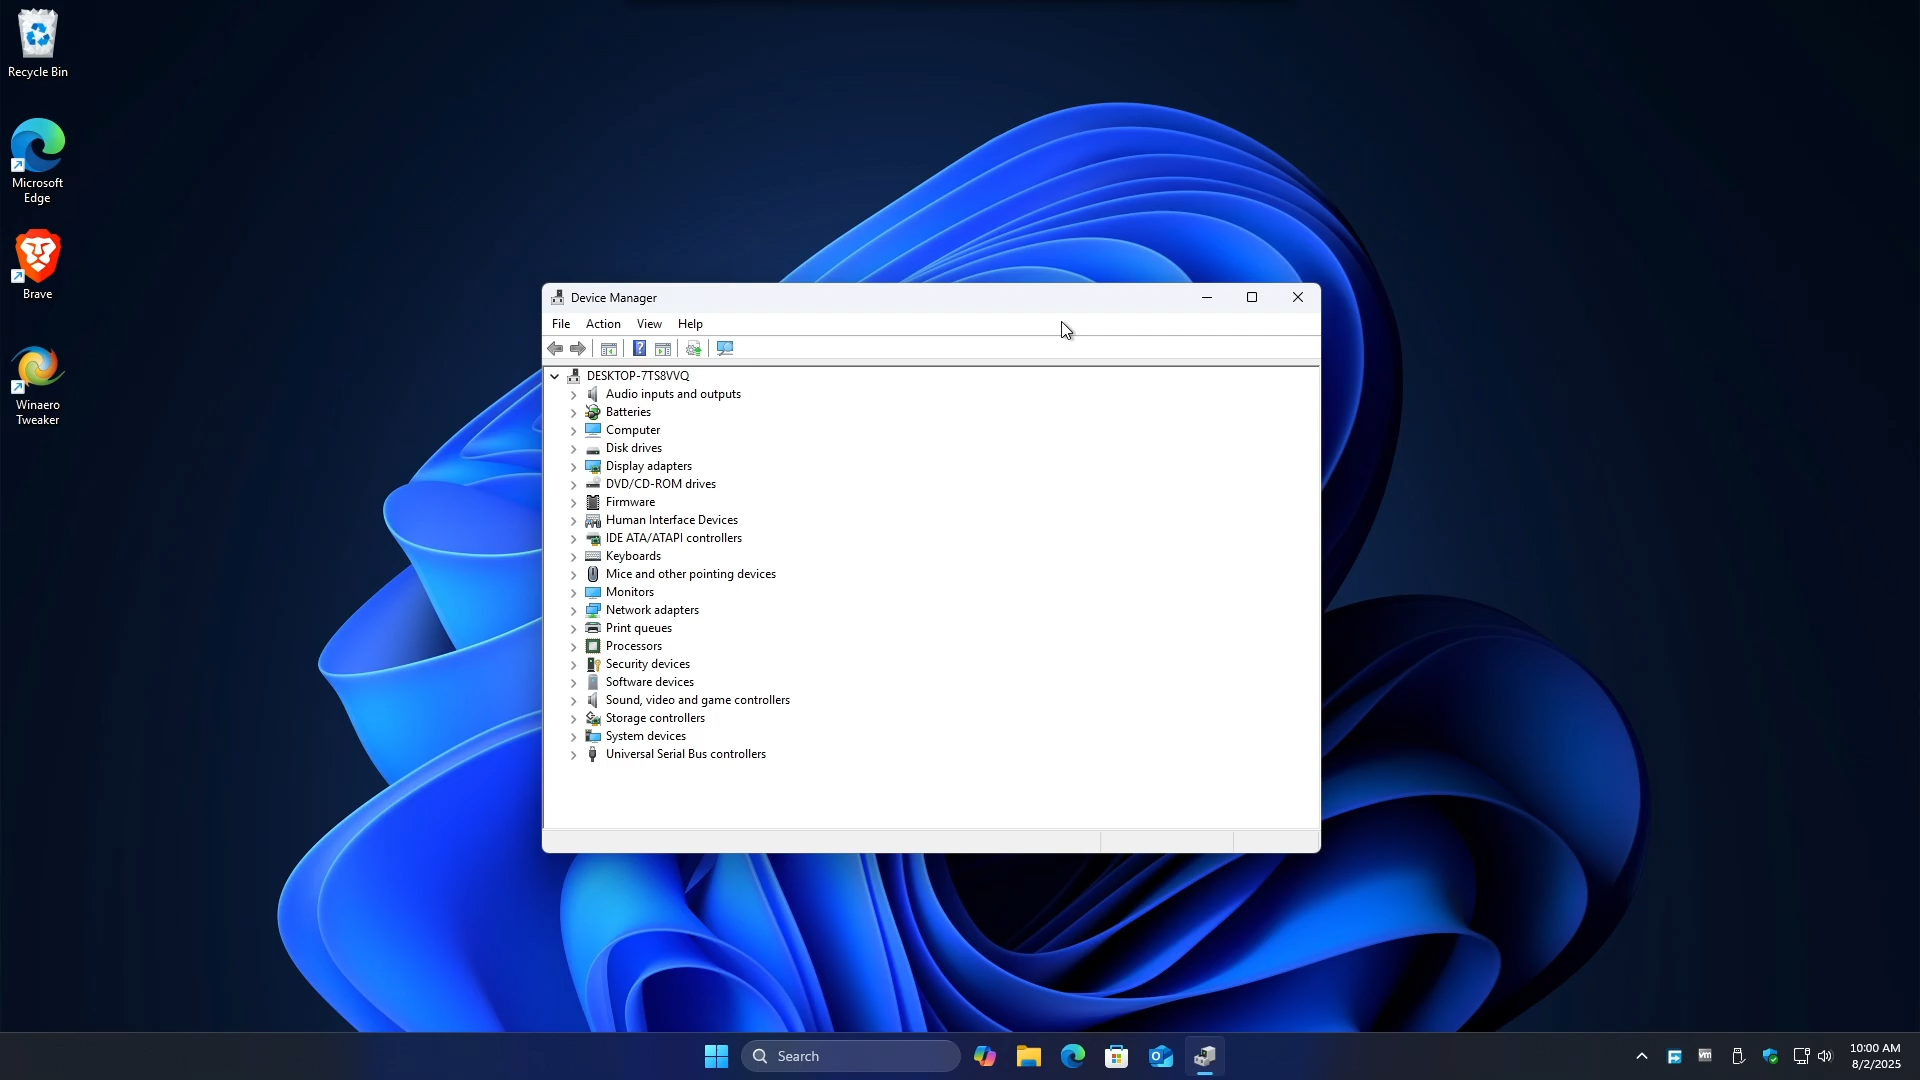 Recycle Bin
Microsoft
Edge
Brave
Winaero
Tweaker
Device Manager
File Action View Help
DESKTOP-7TS8VVQ
Audio inputs and outputs
Batteries
Computer
Disk drives
Display adapters
DVD/CD-ROM drives
Firmware
Human Interface Devices
IDE ATA/ATAPI controllers
Keyboards
Mice and other pointing devices
Monitors
Network adapters
Print queues
Processors
Security devices
Software devices
Sound, video and game controllers
Storage controllers
System devices
Universal Serial Bus controllers
Search
vm
10:00 AM
8/2/2025